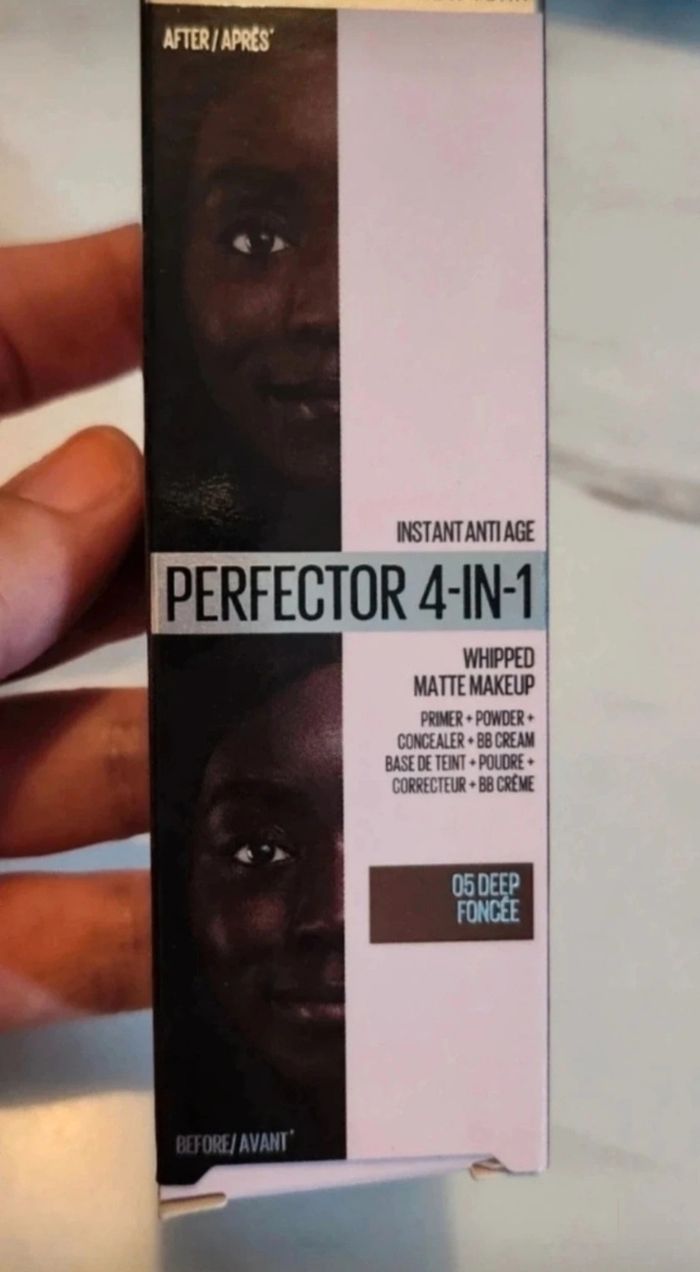 AFTER / APRÈS*
INSTANT ANTI AGE
PERFECTOR 4-IN-1
WHIPPED
MATTE MAKEUP
PRIMER + POWDER +
CONCEALER + BB CREAM
BASE DE TEINT + POUDRE +
CORRECTEUR + BB CRÈME
05 DEEP
FONCÉE
BEFORE/ AVANT*